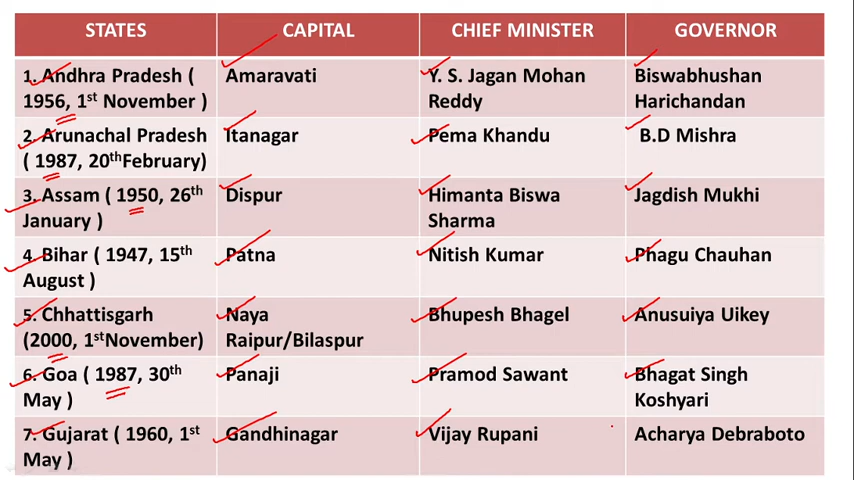 STATES CAPITAL CHIEF MINISTER GOVERNOR
1. Andhra Pradesh ( Amaravati Y. S. Jagan Mohan Biswabhushan
1956, 1st November ) Reddy Harichandan
2. Arunachal Pradesh Itanagar Pema Khandu B.D Mishra
( 1987, 20thFebruary)
3. Assam ( 1950, 26th Dispur Himanta Biswa Jagdish Mukhi
January ) Sharma
4. Bihar ( 1947, 15th Patna Nitish Kumar Phagu Chauhan
August )
5. Chhattisgarh Naya Bhupesh Bhagel Anusuiya Uikey
(2000, 1stNovember) Raipur/Bilaspur
6. Goa ( 1987, 30th Panaji Pramod Sawant Bhagat Singh
May ) Koshyari
7. Gujarat ( 1960, 1st Gandhinagar Vijay Rupani Acharya Debraboto
May )